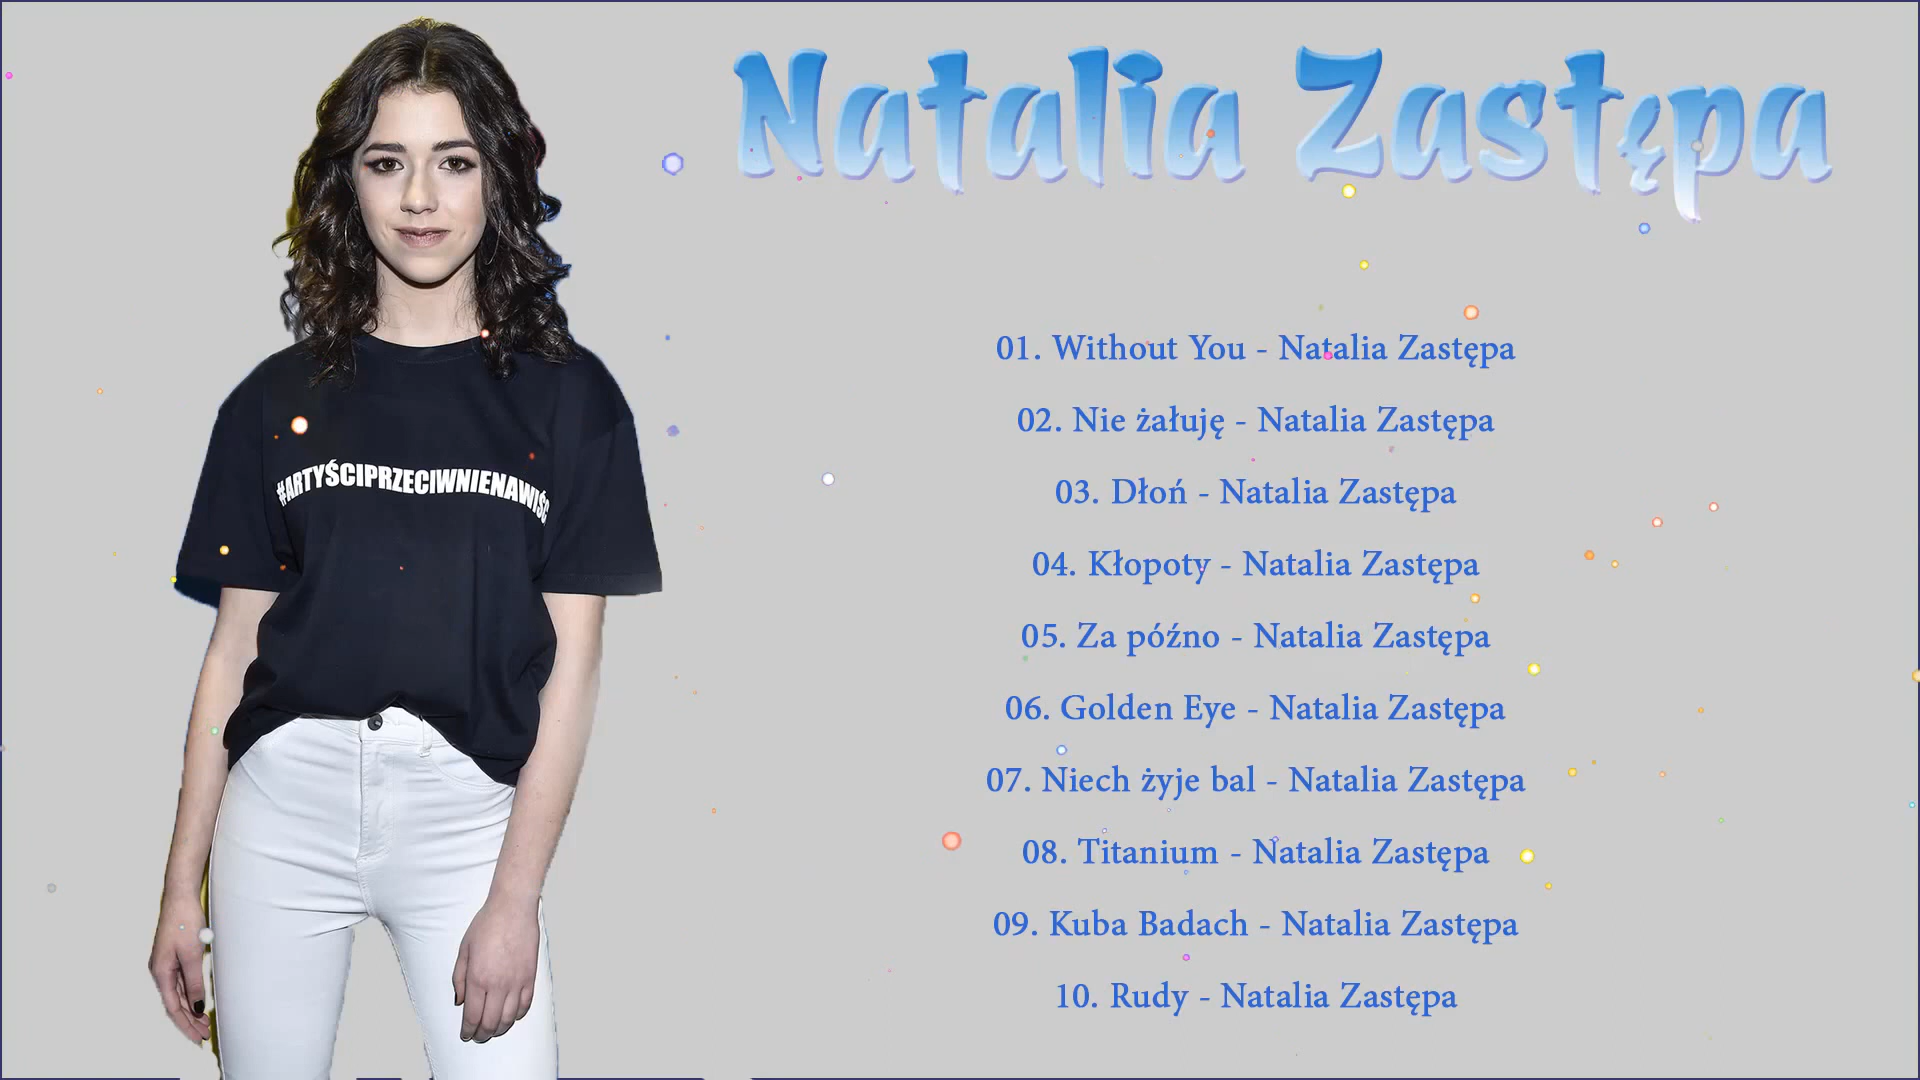 Natalia Zastępa
#ARTYŚCIPRZECIWNIENAWIŚC
01. Without You - Natalia Zastępa
02. Nie żałuję - Natalia Zastępa
03. Dłoń - Natalia Zastępa
04. Kłopoty - Natalia Zastępa
05. Za późno - Natalia Zastępa
06. Golden Eye - Natalia Zastępa
07. Niech żyje bal - Natalia Zastępa
08. Titanium - Natalia Zastępa
09. Kuba Badach - Natalia Zastępa
10. Rudy - Natalia Zastępa